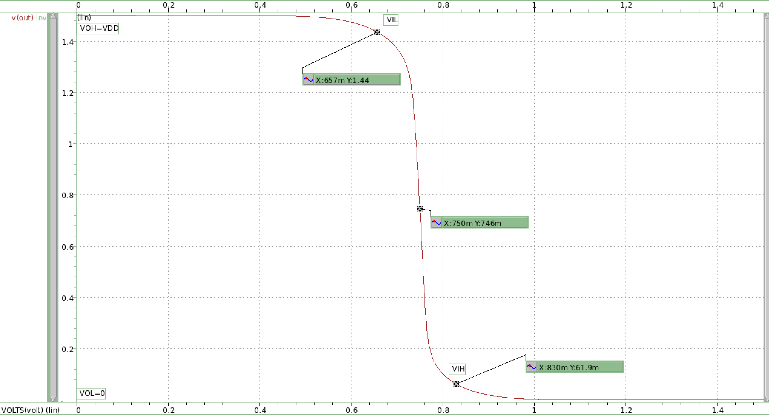 0 0.2 0.4 0.6 0.8 1 1.2 1.4
v(out) inv (lin)
VIL
VOH=VDD
1.4
X:657m Y:1.44
1.2
1
0.8
X:750m Y:746m
0.6
0.4
0.2
VIH
X:830m Y:61.9m
VOL=0
VOLTS(volt) (lin) 0 0.2 0.4 0.6 0.8 1 1.2 1.4